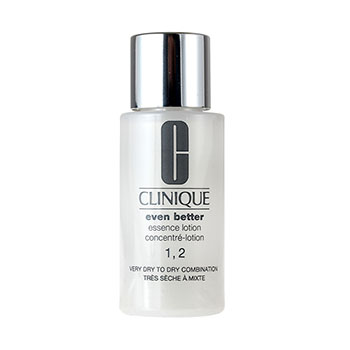 C
CLINIQUE
even better
essence lotion
concentré-lotion
1, 2
VERY DRY TO DRY COMBINATION
TRÈS SÈCHE À MIXTE